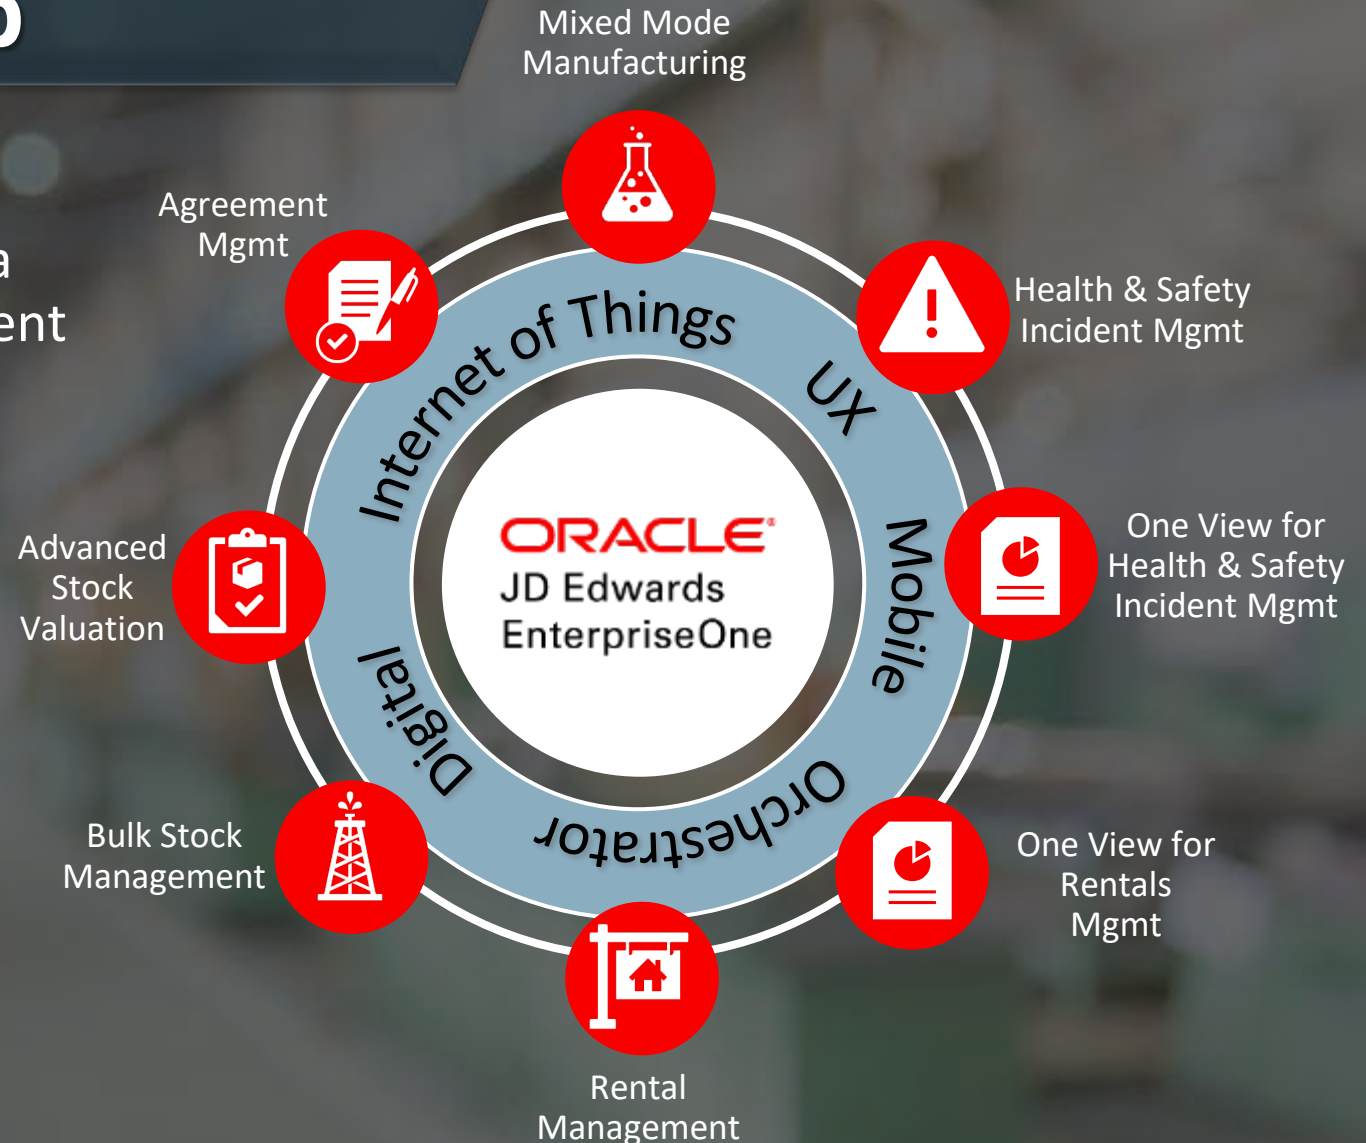 Mixed Mode
Manufacturing
Agreement
Mgmt
Health & Safety
Incident Mgmt
Internet of Things
UX
Mobile
Orchestrator
Digital
ORACLE®
JD Edwards
EnterpriseOne
One View for
Health & Safety
Incident Mgmt
Advanced
Stock
Valuation
Bulk Stock
Management
One View for
Rentals
Mgmt
Rental
Management